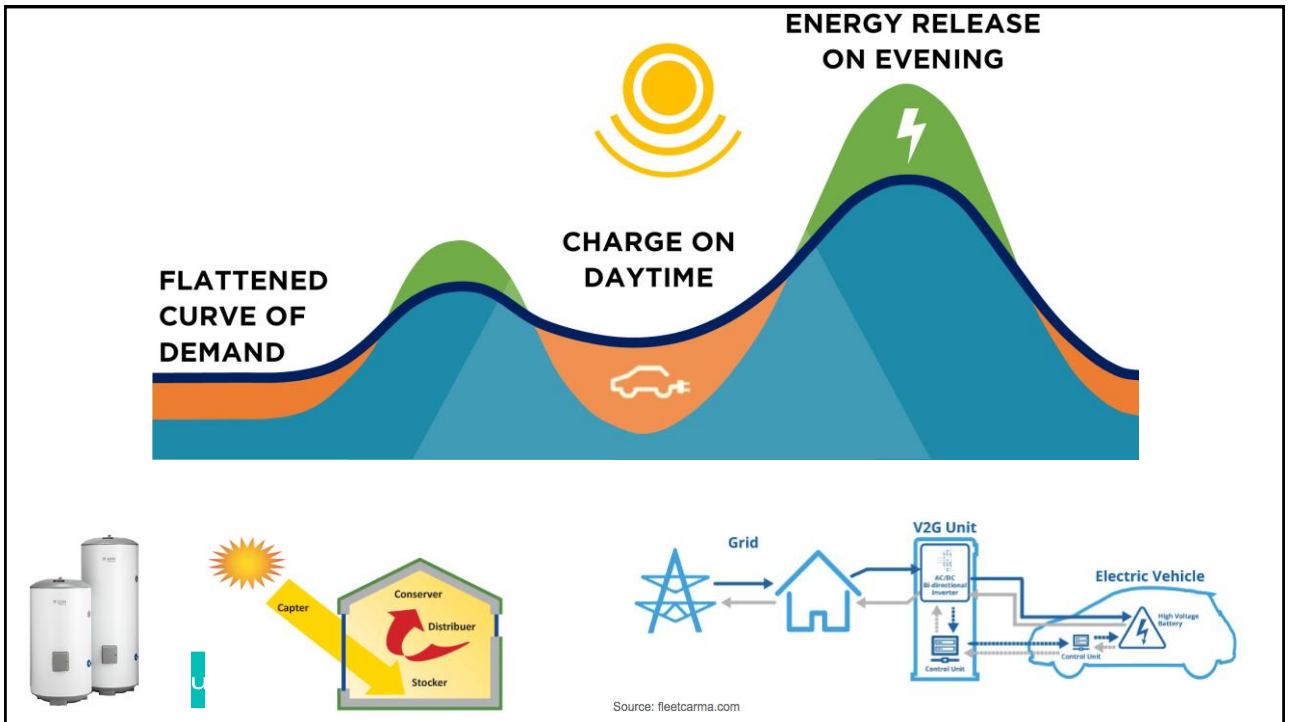 ENERGY RELEASE
ON EVENING
CHARGE ON
DAYTIME
FLATTENED
CURVE OF
DEMAND
Capter
Conserver
Distribuer
Stocker
u
Grid
V2G Unit
AC/DC
Bi-directional
Inverter
Control Unit
Electric Vehicle
High Voltage
Battery
Control Unit
Source: fleetcarma.com